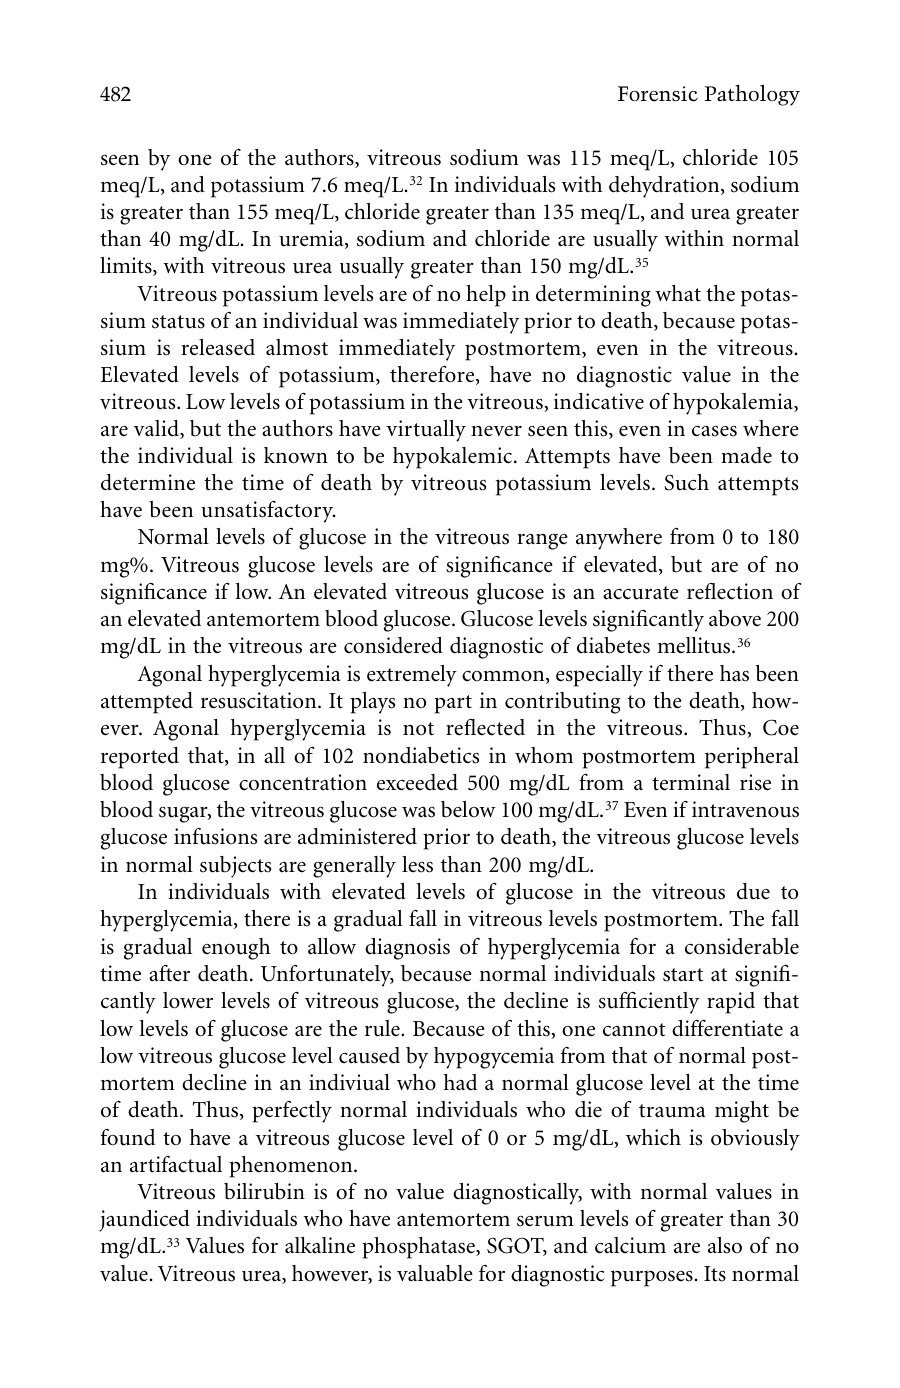 482 Forensic Pathology
seen by one of the authors, vitreous sodium was 115 meq/L, chloride 105
meq/L, and potassium 7.6 meq/L.32 In individuals with dehydration, sodium
is greater than 155 meq/L, chloride greater than 135 meq/L, and urea greater
than 40 mg/dL. In uremia, sodium and chloride are usually within normal
limits, with vitreous urea usually greater than 150 mg/dL.35
Vitreous potassium levels are of no help in determining what the potas-
sium status of an individual was immediately prior to death, because potas-
sium is released almost immediately postmortem, even in the vitreous.
Elevated levels of potassium, therefore, have no diagnostic value in the
vitreous. Low levels of potassium in the vitreous, indicative of hypokalemia,
are valid, but the authors have virtually never seen this, even in cases where
the individual is known to be hypokalemic. Attempts have been made to
determine the time of death by vitreous potassium levels. Such attempts
have been unsatisfactory.
Normal levels of glucose in the vitreous range anywhere from 0 to 180
mg%. Vitreous glucose levels are of significance if elevated, but are of no
significance if low. An elevated vitreous glucose is an accurate reflection of
an elevated antemortem blood glucose. Glucose levels significantly above 200
mg/dL in the vitreous are considered diagnostic of diabetes mellitus.36
Agonal hyperglycemia is extremely common, especially if there has been
attempted resuscitation. It plays no part in contributing to the death, how-
ever. Agonal hyperglycemia is not reflected in the vitreous. Thus, Coe
reported that, in all of 102 nondiabetics in whom postmortem peripheral
blood glucose concentration exceeded 500 mg/dL from a terminal rise in
blood sugar, the vitreous glucose was below 100 mg/dL.37 Even if intravenous
glucose infusions are administered prior to death, the vitreous glucose levels
in normal subjects are generally less than 200 mg/dL.
In individuals with elevated levels of glucose in the vitreous due to
hyperglycemia, there is a gradual fall in vitreous levels postmortem. The fall
is gradual enough to allow diagnosis of hyperglycemia for a considerable
time after death. Unfortunately, because normal individuals start at signifi-
cantly lower levels of vitreous glucose, the decline is sufficiently rapid that
low levels of glucose are the rule. Because of this, one cannot differentiate a
low vitreous glucose level caused by hypogycemia from that of normal post-
mortem decline in an indiviual who had a normal glucose level at the time
of death. Thus, perfectly normal individuals who die of trauma might be
found to have a vitreous glucose level of 0 or 5 mg/dL, which is obviously
an artifactual phenomenon.
Vitreous bilirubin is of no value diagnostically, with normal values in
jaundiced individuals who have antemortem serum levels of greater than 30
mg/dL.33 Values for alkaline phosphatase, SGOT, and calcium are also of no
value. Vitreous urea, however, is valuable for diagnostic purposes. Its normal